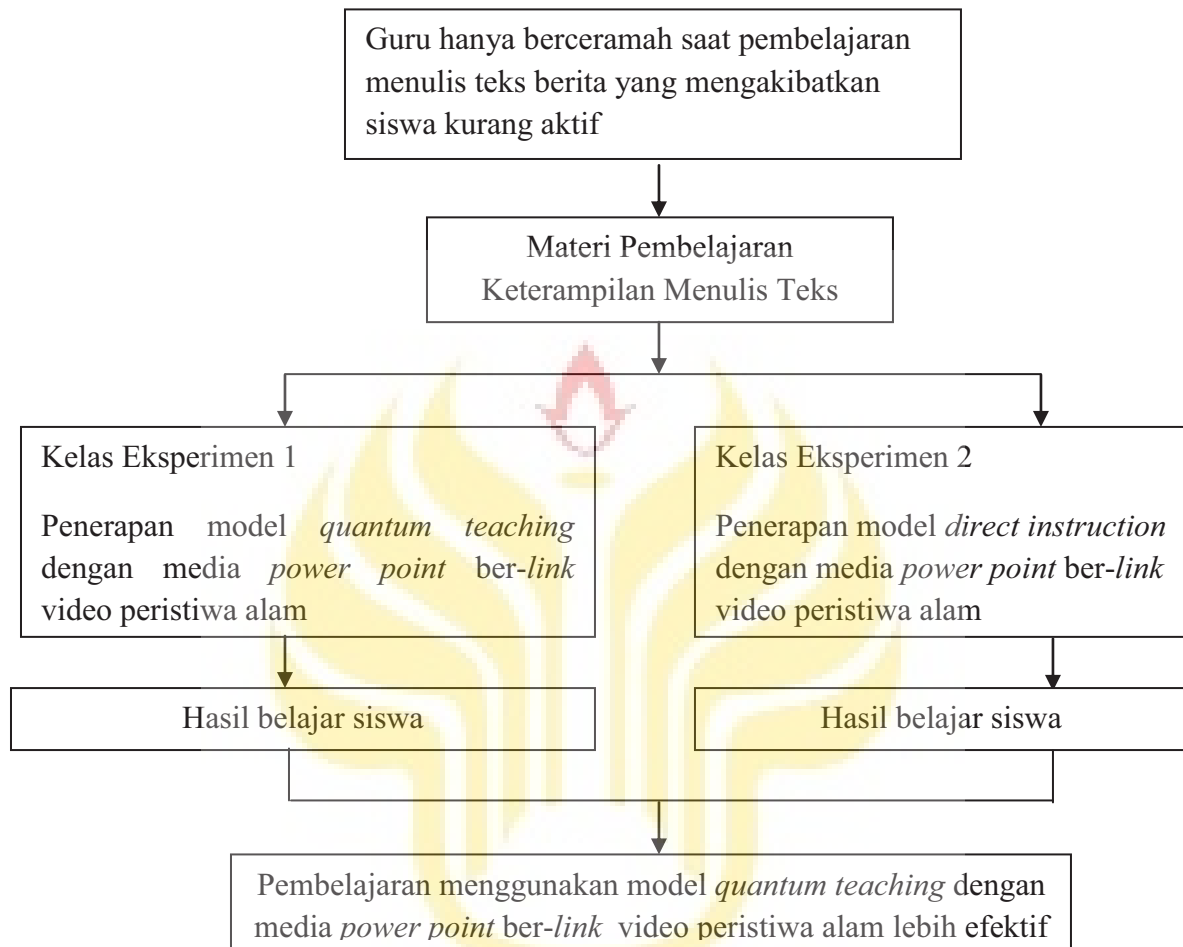 Guru hanya berceramah saat pembelajaran
menulis teks berita yang mengakibatkan
siswa kurang aktif
Materi Pembelajaran
Keterampilan Menulis Teks
Kelas Eksperimen 1
Penerapan model quantum teaching
dengan media power point ber-link
video peristiwa alam
Kelas Eksperimen 2
Penerapan model direct instruction
dengan media power point ber-link
video peristiwa alam
Hasil belajar siswa
Hasil belajar siswa
Pembelajaran menggunakan model quantum teaching dengan
media power point ber-link video peristiwa alam lebih efektif